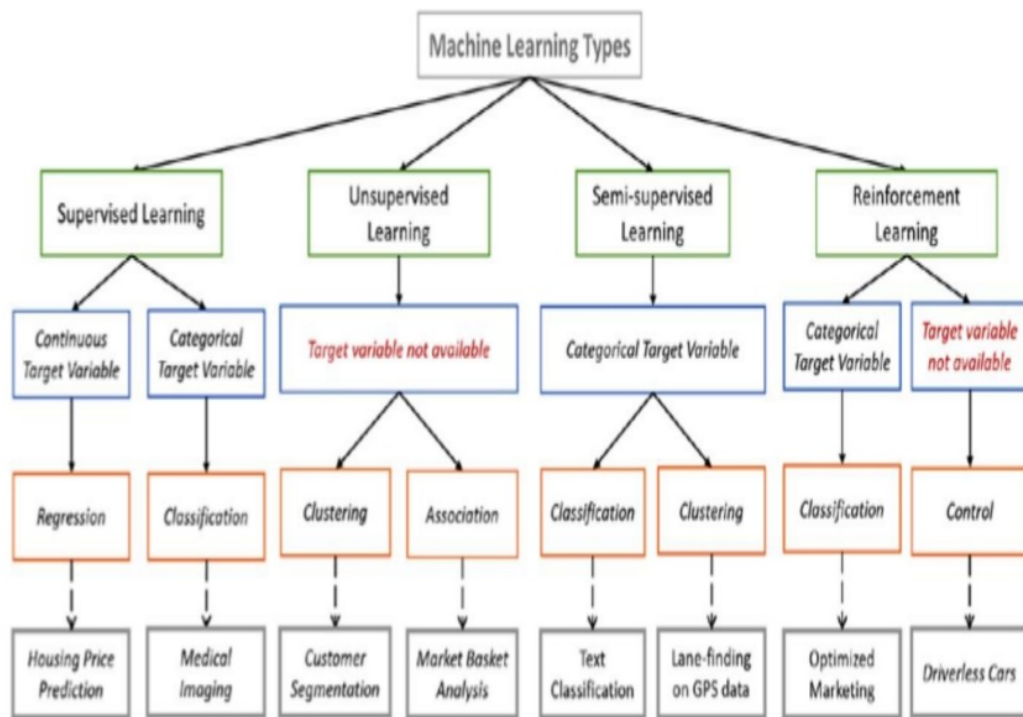 Machine Learning Types
Supervised Learning
Unsupervised
Learning
Semi-supervised
Learning
Reinforcement
Learning
Continuous
Target Variable
Categorical
Target Variable
Target variable not available
Categorical Target Variable
Categorical
Target Variable
Target variable
not available
Regression
Classification
Clustering
Association
Classification
Clustering
Classification
Control
Housing Price
Prediction
Medical
Imaging
Customer
Segmentation
Market Basket
Analysis
Text
Classification
Lane-finding
on GPS data
Optimized
Marketing
Driverless Cars